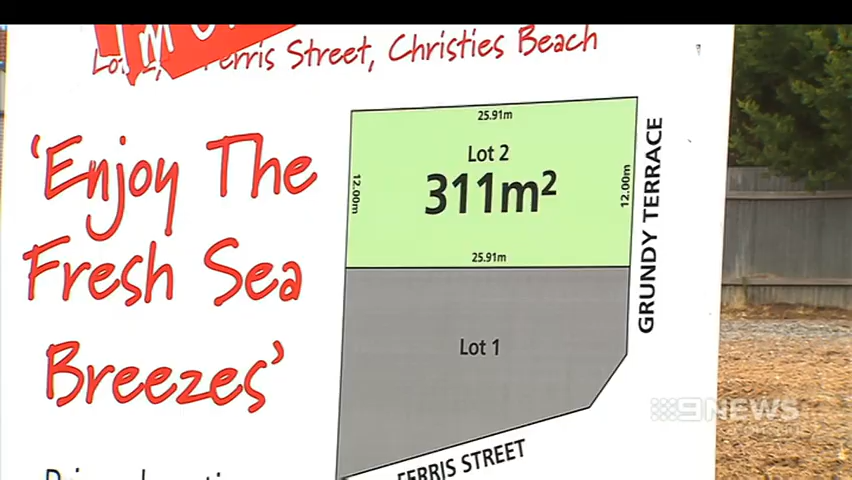 Street, Christies Beach
'Enjoy The
Fresh Sea
Breezes'
25.91m
Lot 2
311m²
12.00m
12.00m
25.91m
GRUNDY TERRACE
Lot 1
FERRIS STREET
9NEWS